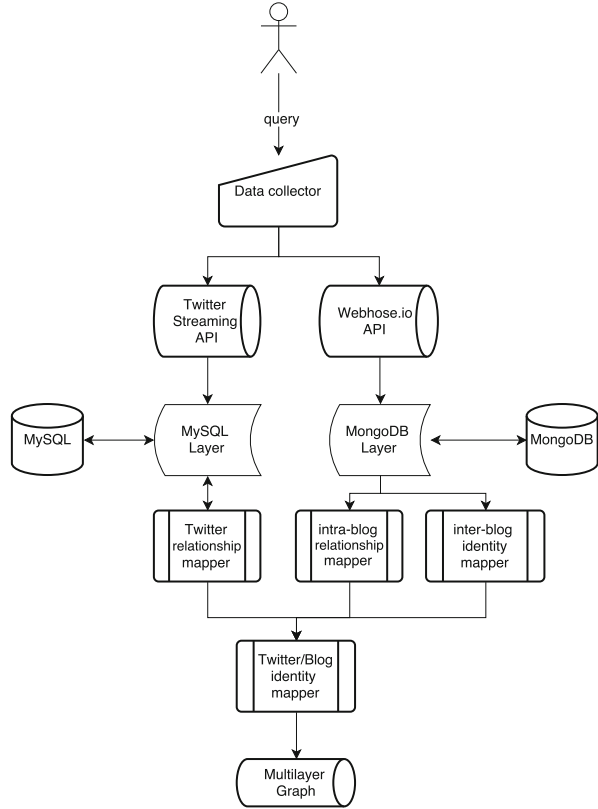 query
Data collector
Twitter
Streaming
API
Webhose.io
API
MySQL
MySQL
Layer
MongoDB
Layer
MongoDB
Twitter
relationship
mapper
intra-blog
relationship
mapper
inter-blog
identity
mapper
Twitter/Blog
identity
mapper
Multilayer
Graph